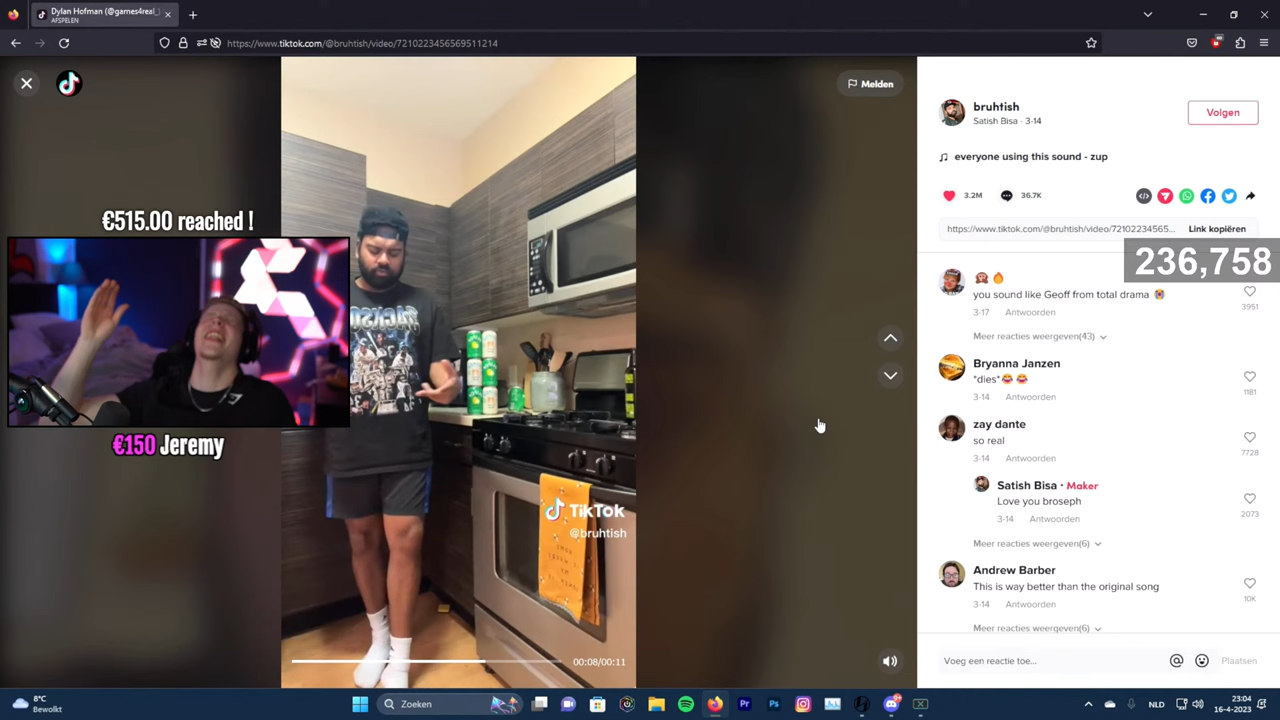 Dylan Hofman (@games4real_
AFSPELEN
https://www.tiktok.com/@bruhtish/video/7210223456569511214
Melden
bruhtish
Satish Bisa · 3-14
Volgen
everyone using this sound - zup
3.2M
36.7K
https://www.tiktok.com/@bruhtish/video/72102234565...
Link kopiëren
236,758
€515.00 reached !
€150 Jeremy
you sound like Geoff from total drama 😭
3951
3-17 Antwoorden
Meer reacties weergeven(43)
Bryanna Janzen
*dies*😂😂
1181
3-14 Antwoorden
zay dante
so real
7728
3-14 Antwoorden
Satish Bisa · Maker
Love you broseph
2073
3-14 Antwoorden
Meer reacties weergeven(6)
Andrew Barber
This is way better than the original song
10K
3-14 Antwoorden
Meer reacties weergeven(6)
TikTok
@bruhtish
00:08/00:11
Voeg een reactie toe...
Plaatsen
8°C
Bewolkt
Zoeken
NLD
23:04
16-4-2023